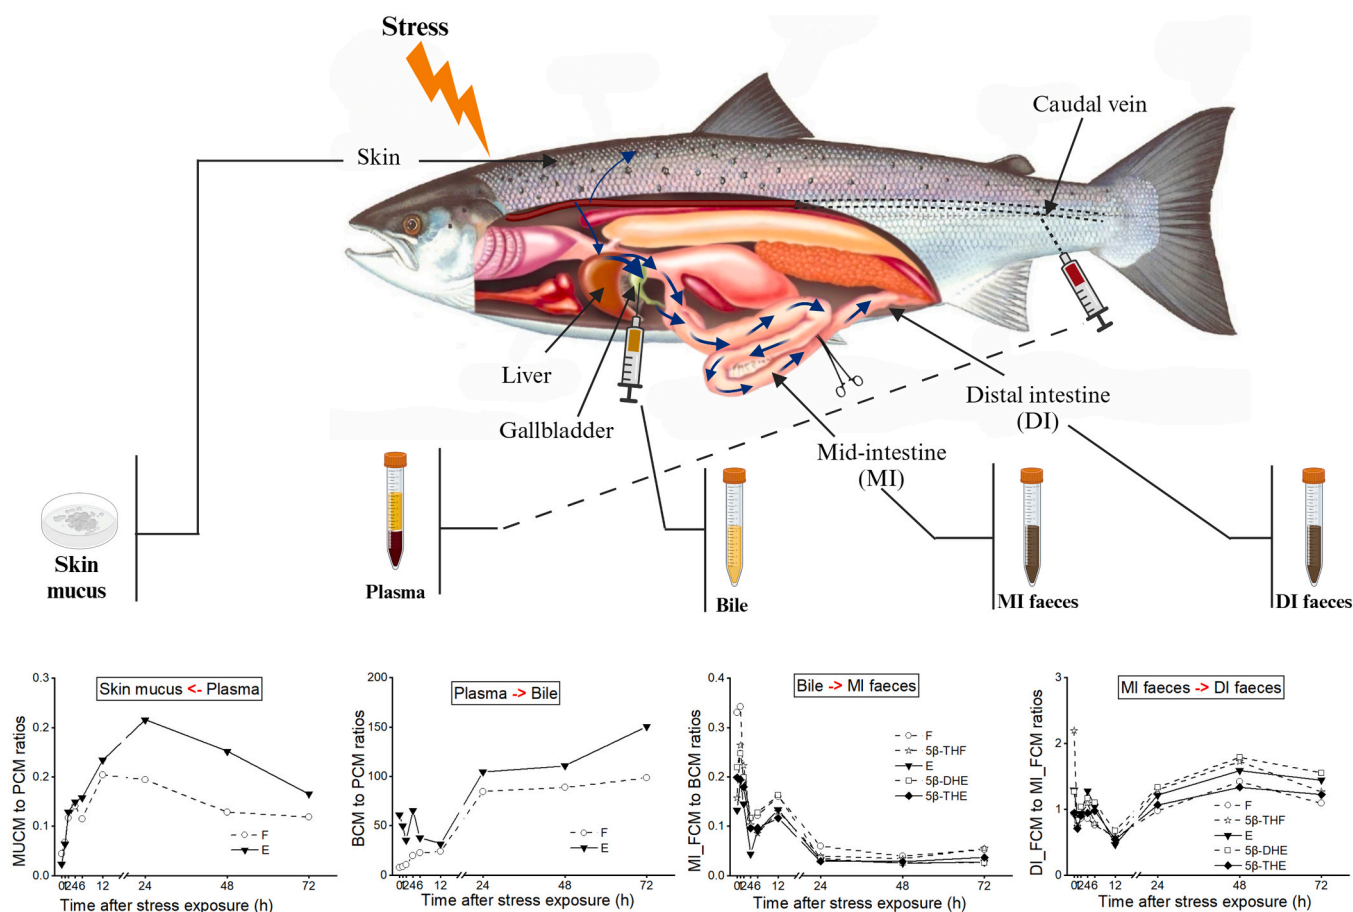 Stress
Caudal vein
Skin
Liver
Gallbladder
Distal intestine
(DI)
Mid-intestine
(MI)
Skin
mucus
Plasma
Bile
MI faeces
DI faeces
Skin mucus <- Plasma
MUCM to PCM ratios
0.3
0.2
0.2
0.1
0.1
0.0
F
E
0 1 2 4 6 12 24 48 72
Time after stress exposure (h)
Plasma -> Bile
BCM to PCM ratios
200
150
100
50
0
F
E
0 1 2 4 6 12 24 48 72
Time after stress exposure (h)
Bile -> MI faeces
MI_FCM to BCM ratios
0.4
0.3
0.2
0.1
0.0
F
5β-THF
E
5β-DHE
5β-THE
0 1 2 4 6 12 24 48 72
Time after stress exposure (h)
MI faeces -> DI faeces
DI_FCM to MI_FCM ratios
3
2
1
0
F
5β-THF
E
5β-DHE
5β-THE
0 1 2 4 6 12 24 48 72
Time after stress exposure (h)